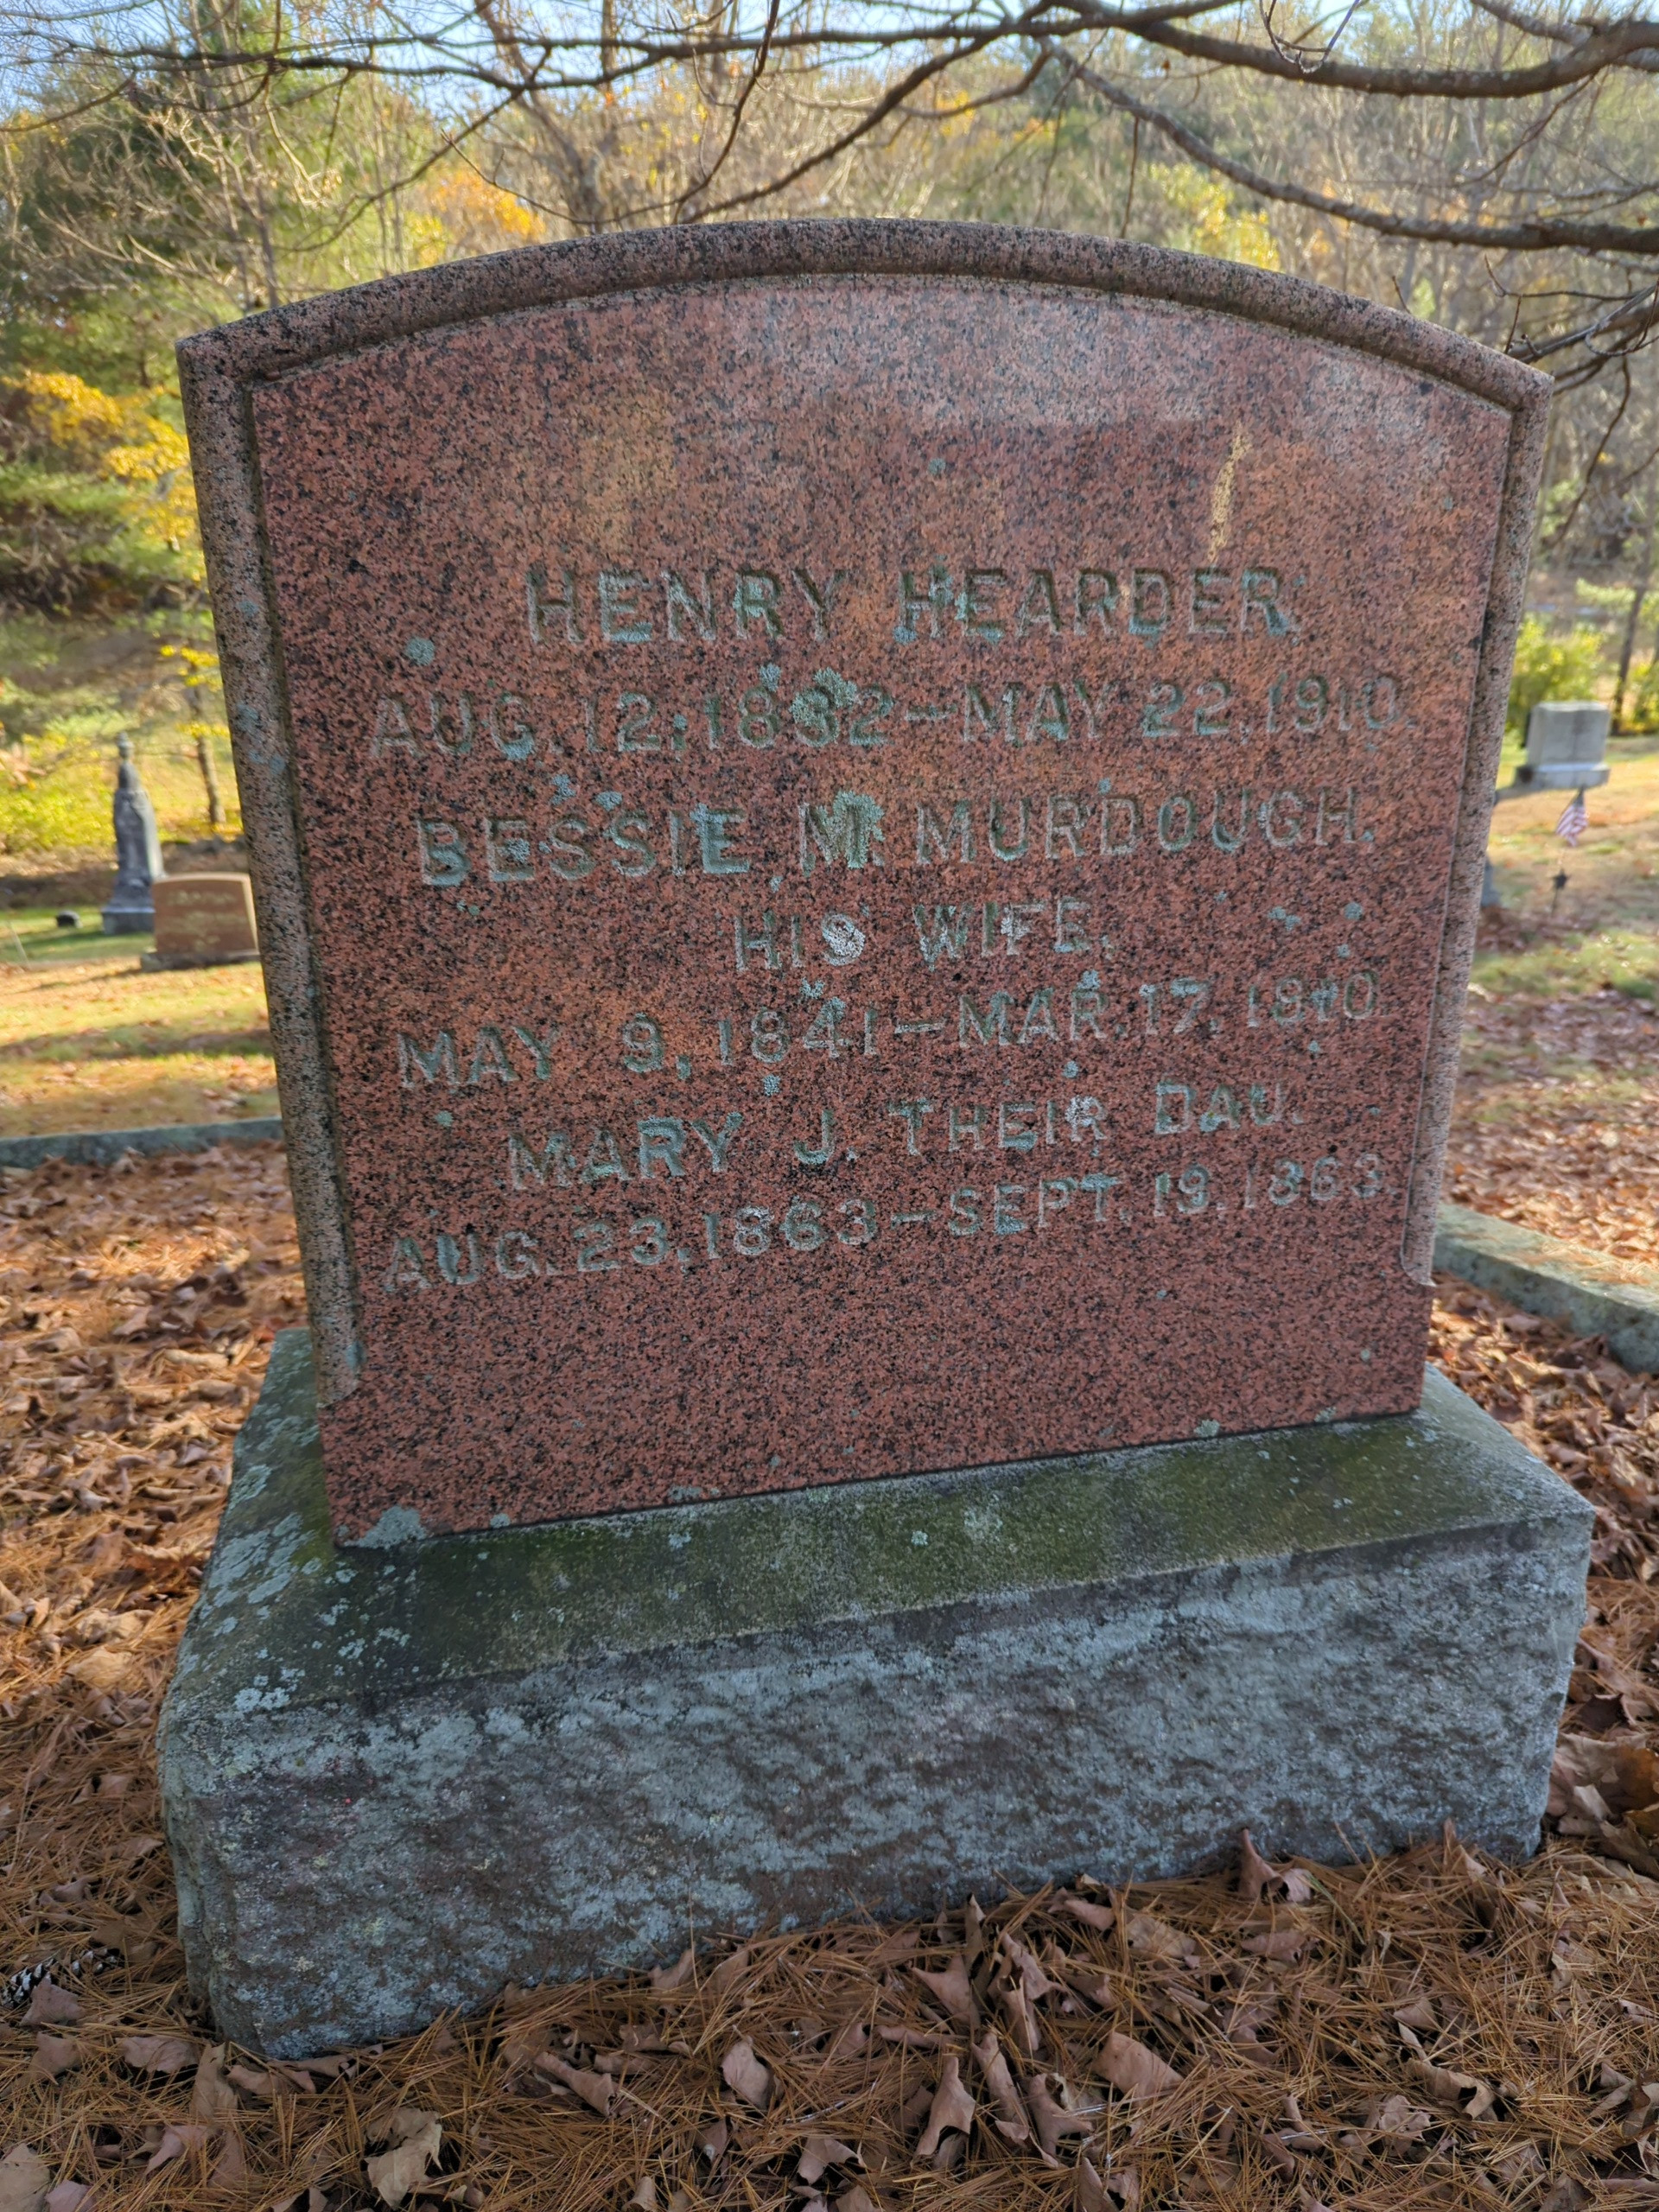 HENRY HEARDER,
AUG. 12, 1832—MAY 22, 1910.
BESSIE M. MURDOUGH.
HIS WIFE,
MAY 9, 1841—MAR. 17,
MARY J. THEIR DAU.
AUG. 23, 1863—SEPT. 19. 1863.